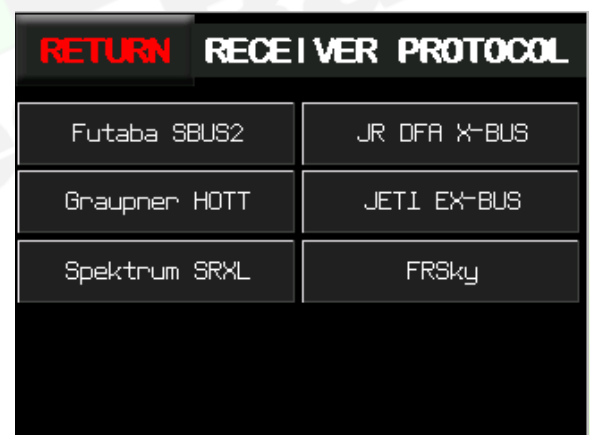 RETURN RECEIVER PROTOCOL
Futaba SBUS2 JR DFA X-BUS
Graupner HOTT JETI EX-BUS
Spektrum SRXL FRSky